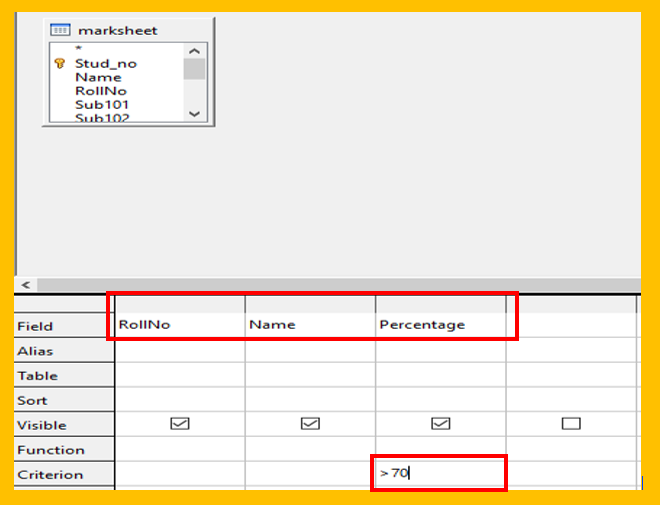 marksheet
*
Stud_no
Name
RollNo
Sub101
Sub102
<
Field RollNo Name Percentage
Alias
Table
Sort
Visible
Function
Criterion >70